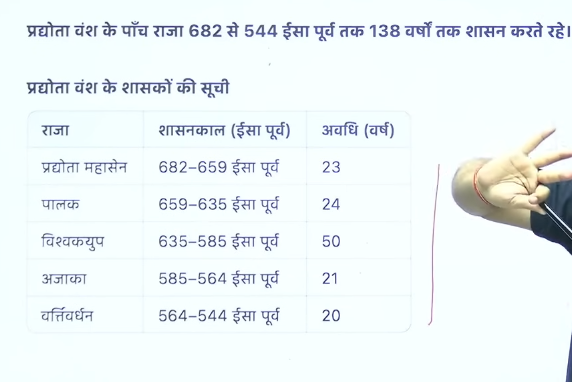 प्रद्योता वंश के पाँच राजा 682 से 544 ईसा पूर्व तक 138 वर्षों तक शासन करते रहे।
प्रद्योता वंश के शासकों की सूची
राजा शासनकाल (ईसा पूर्व) अवधि (वर्ष)
प्रद्योता महासेन 682–659 ईसा पूर्व 23
पालक 659–635 ईसा पूर्व 24
विश्वकयुप 635–585 ईसा पूर्व 50
अजाका 585–564 ईसा पूर्व 21
वर्त्तिवर्धन 564–544 ईसा पूर्व 20